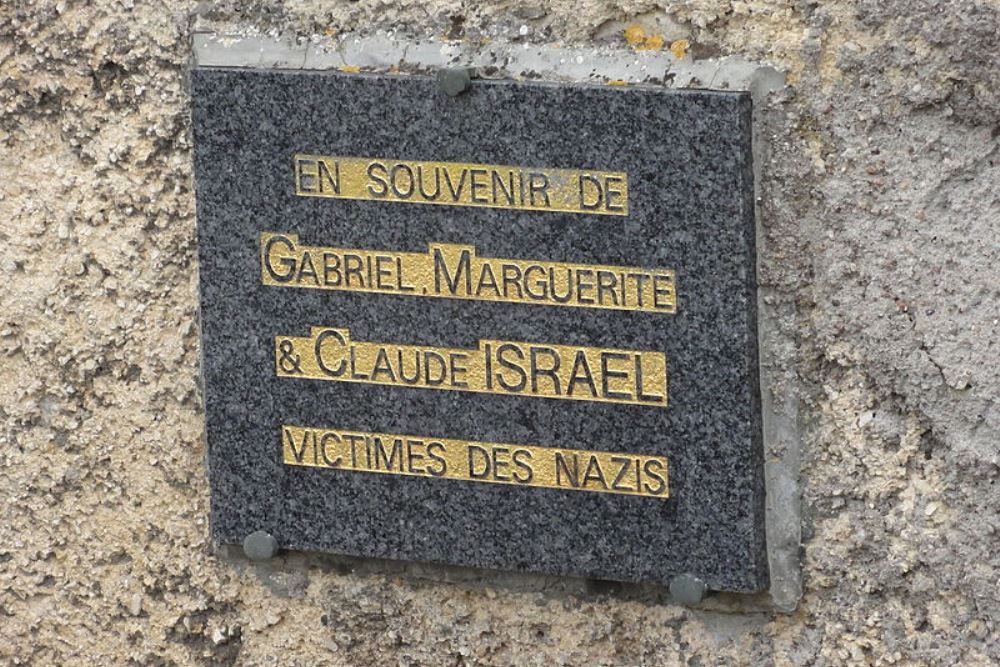 EN SOUVENIR DE
GABRIEL, MARGUERITE
& CLAUDE ISRAEL
VICTIMES DES NAZIS